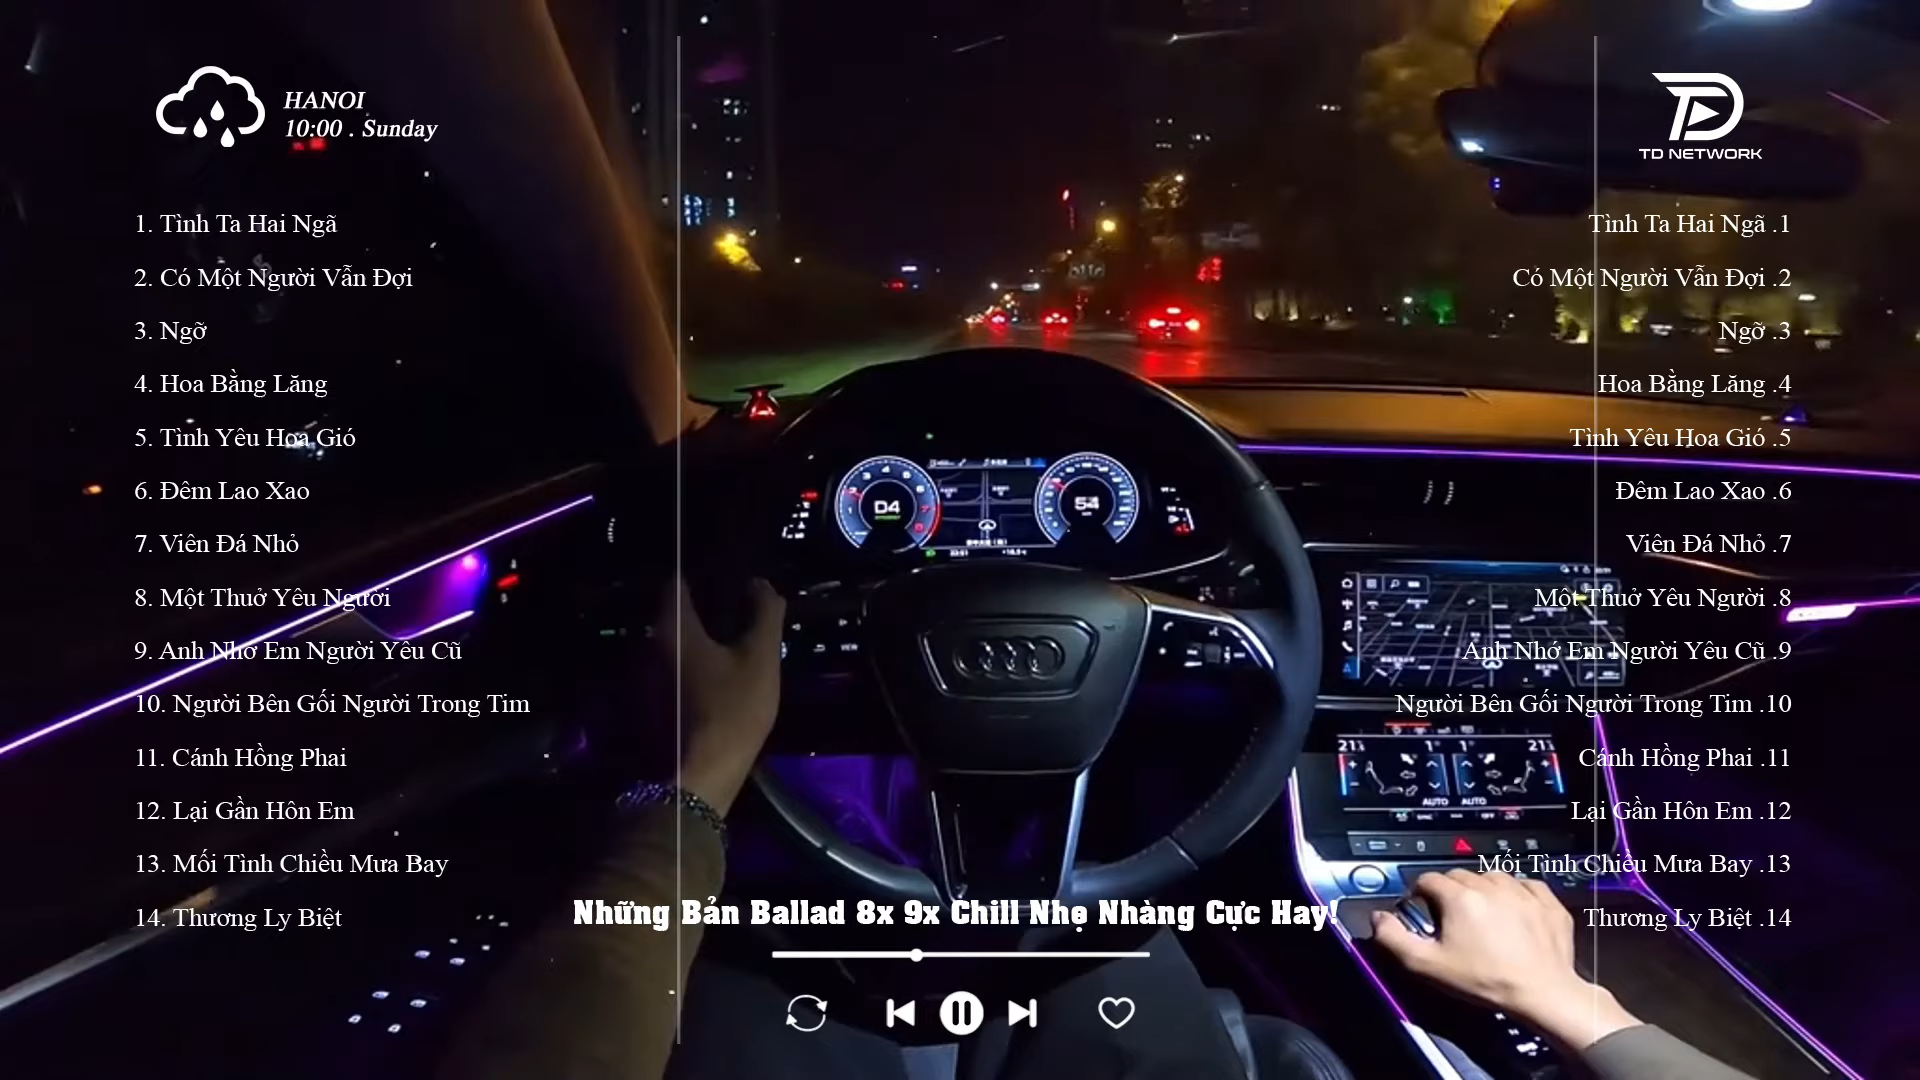 HANOI
10:00 . Sunday
TD NETWORK
1. Tình Ta Hai Ngã
2. Có Một Người Vẫn Đợi
3. Ngỡ
4. Hoa Bằng Lăng
5. Tình Yêu Hoa Gió
6. Đêm Lao Xao
7. Viên Đá Nhỏ
8. Một Thuở Yêu Người
9. Anh Nhớ Em Người Yêu Cũ
10. Người Bên Gối Người Trong Tim
11. Cánh Hồng Phai
12. Lại Gần Hôn Em
13. Mối Tình Chiều Mưa Bay
14. Thương Ly Biệt
Tình Ta Hai Ngã .1
Có Một Người Vẫn Đợi .2
Ngỡ .3
Hoa Bằng Lăng .4
Tình Yêu Hoa Gió .5
Đêm Lao Xao .6
Viên Đá Nhỏ .7
Một Thuở Yêu Người .8
Anh Nhớ Em Người Yêu Cũ .9
Người Bên Gối Người Trong Tim .10
Cánh Hồng Phai .11
Lại Gần Hôn Em .12
Mối Tình Chiều Mưa Bay .13
Thương Ly Biệt .14
D4
54
VIEW
21
21
AUTO AUTO
Những Bản Ballad 8x 9x Chill Nhẹ Nhàng Cực Hay!